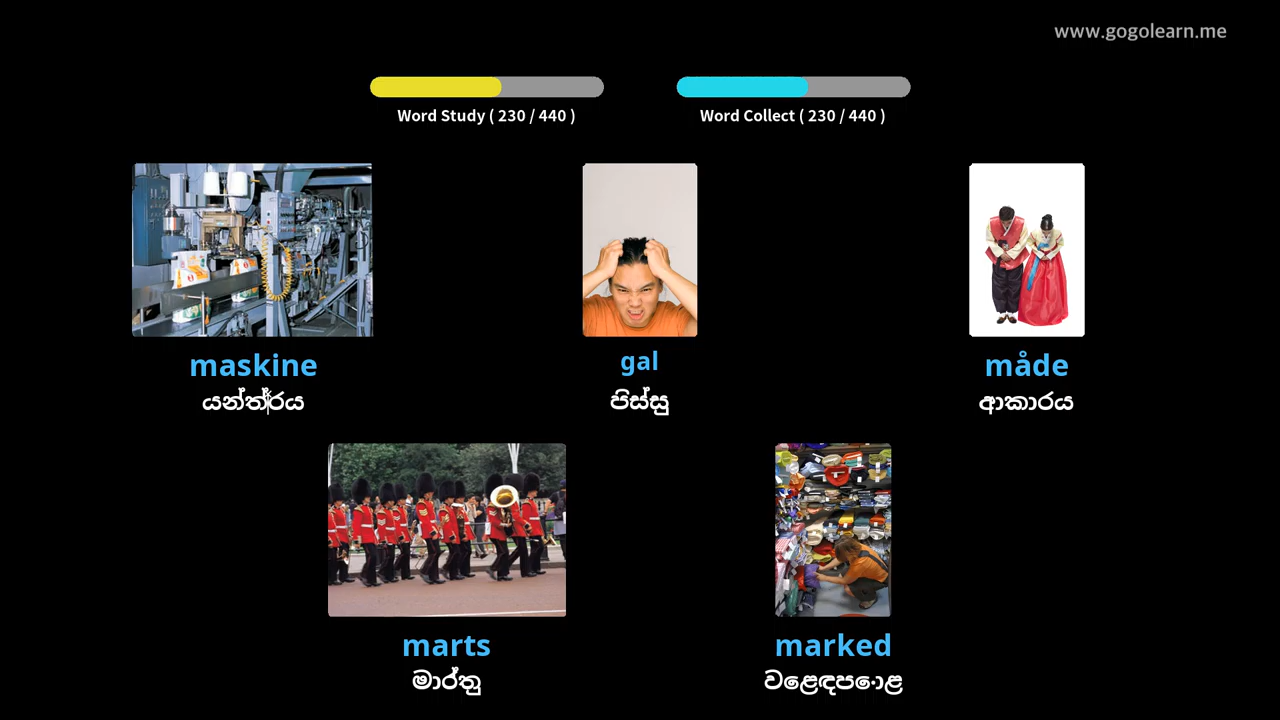 www.gogolearn.me
Word Study ( 230 / 440 )
Word Collect ( 230 / 440 )
maskine
යන්ත්‍රය
gal
පිස්සු
måde
ආකාරය
marts
මාර්තු
marked
වළෙඳපොළ